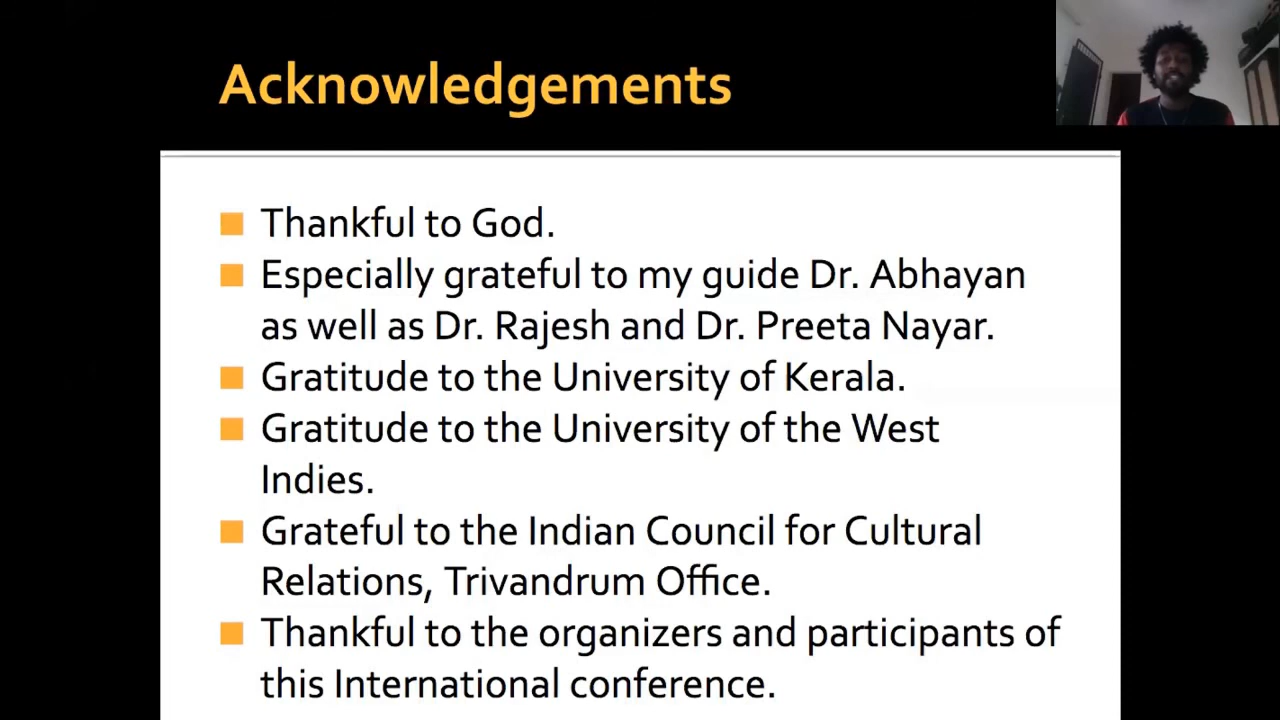 Acknowledgements
Thankful to God.
Especially grateful to my guide Dr. Abhayan
as well as Dr. Rajesh and Dr. Preeta Nayar.
Gratitude to the University of Kerala.
Gratitude to the University of the West
Indies.
Grateful to the Indian Council for Cultural
Relations, Trivandrum Office.
Thankful to the organizers and participants of
this International conference.